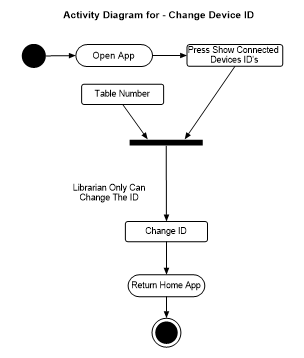 Activity Diagram for - Change Device ID
Open App
Press Show Connected
Devices ID's
Table Number
Librarian Only Can
Change The ID
Change ID
Return Home App